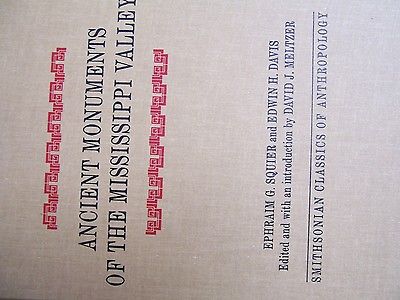 ANCIENT MONUMENTS
OF THE MISSISSIPPI VALLEY
EPHRAIM G. SQUIER and EDWIN H. DAVIS
Edited and with an introduction by DAVID J. MELTZER
SMITHSONIAN CLASSICS OF ANTHROPOLOGY